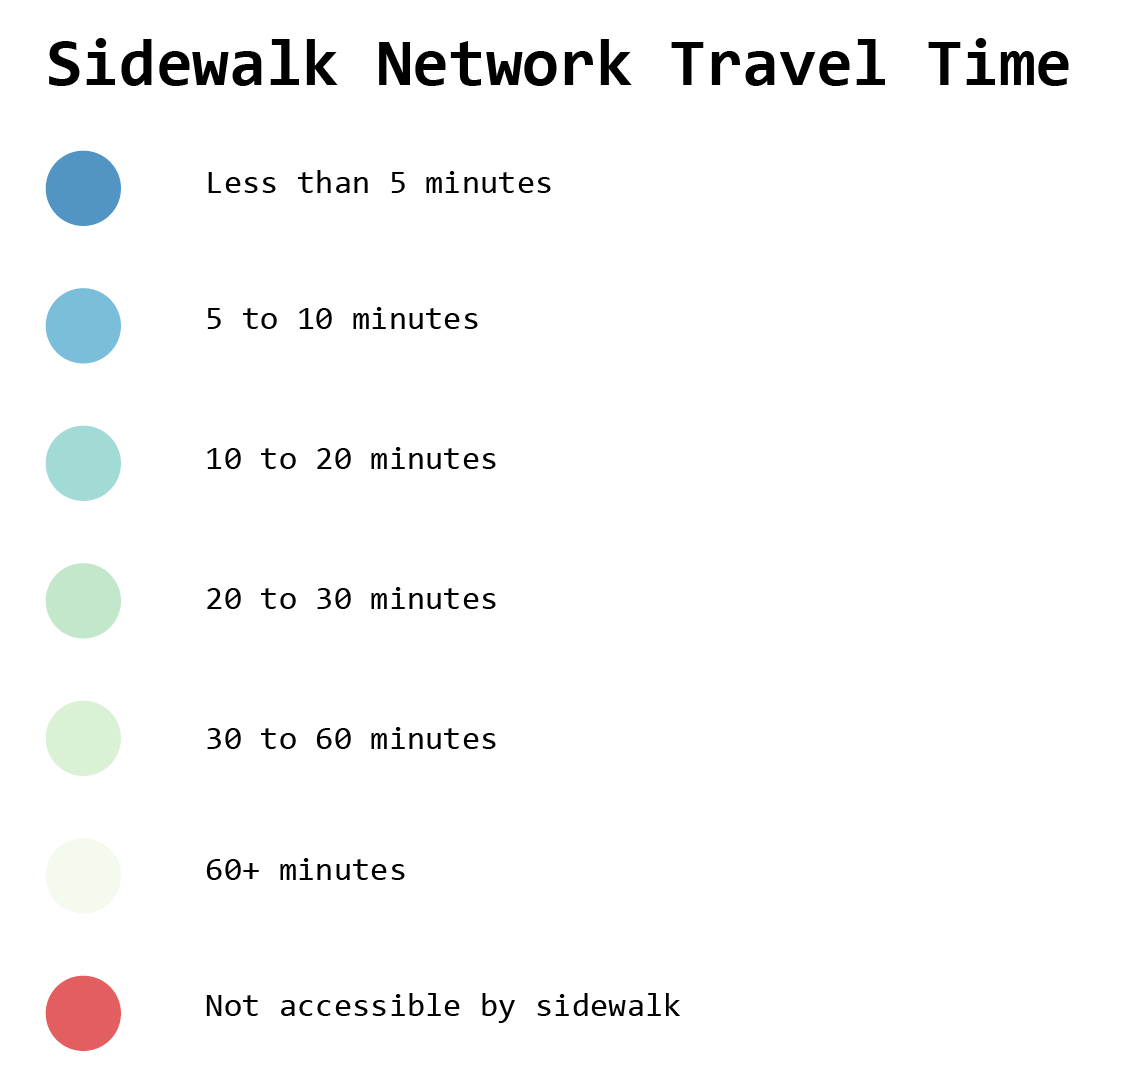 Sidewalk Network Travel Time
Less than 5 minutes
5 to 10 minutes
10 to 20 minutes
20 to 30 minutes
30 to 60 minutes
60+ minutes
Not accessible by sidewalk